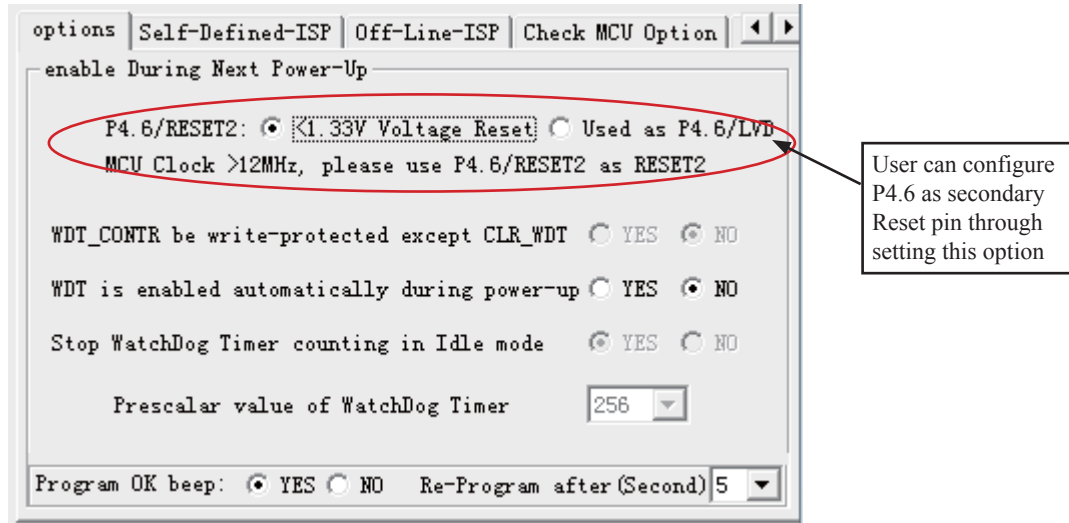 options Self-Defined-ISP Off-Line-ISP Check MCU Option
enable During Next Power-Up
P4.6/RESET2: <1.33V Voltage Reset Used as P4.6/LVD
MCU Clock >12MHz, please use P4.6/RESET2 as RESET2
User can configure
P4.6 as secondary
Reset pin through
setting this option
WDT_CONTR be write-protected except CLR_WDT YES NO
WDT is enabled automatically during power-up YES NO
Stop WatchDog Timer counting in Idle mode YES NO
Prescalar value of WatchDog Timer 256
Program OK beep: YES NO Re-Program after(Second) 5